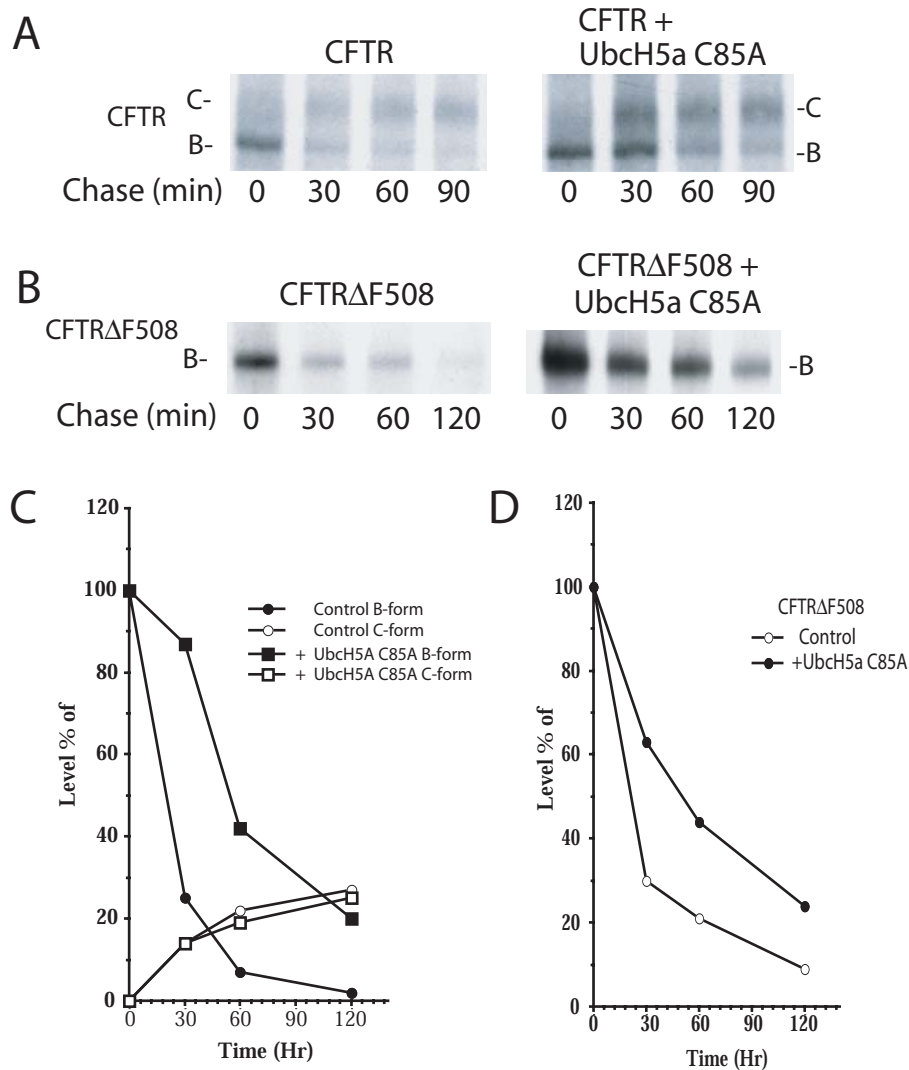 A
CFTR
CFTR +
UbcH5a C85A
CFTR
C-
B-
-C
-B
Chase (min) 0 30 60 90 0 30 60 90
B
CFTRΔF508
CFTRΔF508 +
UbcH5a C85A
CFTRΔF508
B-
-B
Chase (min) 0 30 60 120 0 30 60 120
C
120
100
80
60
40
20
0
Level % of
0 30 60 90 120
Time (Hr)
Control B-form
Control C-form
+ UbcH5A C85A B-form
+ UbcH5A C85A C-form
D
120
100
80
60
40
20
0
Level % of
0 30 60 90 120
Time (Hr)
CFTRΔF508
Control
+UbcH5a C85A